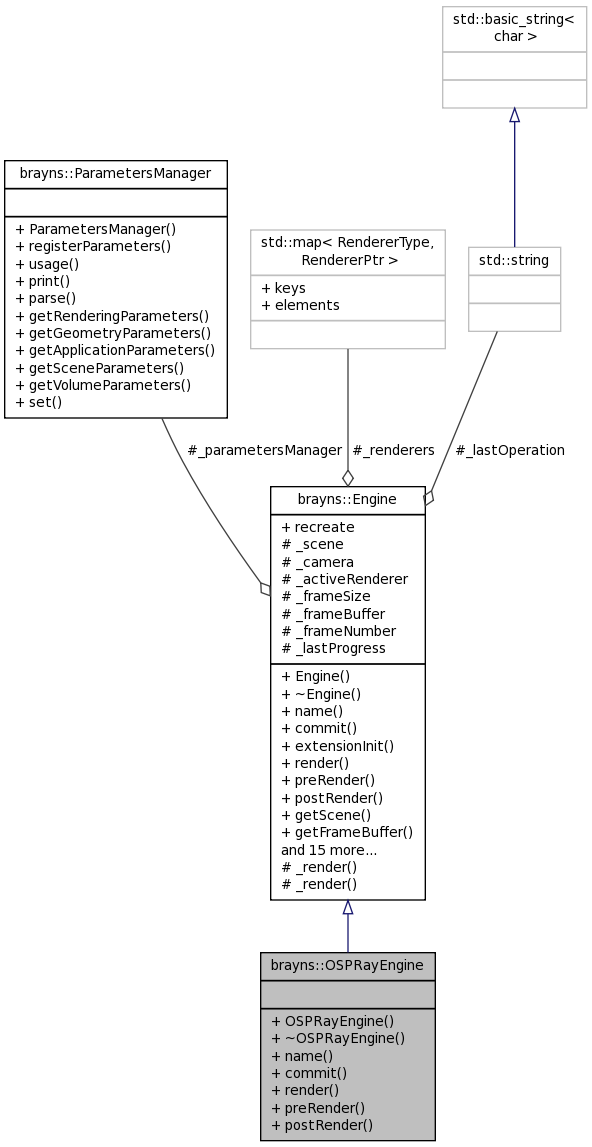 std::basic_string<
char >
brayns::ParametersManager
+ ParametersManager()
+ registerParameters()
+ usage()
+ print()
+ parse()
+ getRenderingParameters()
+ getGeometryParameters()
+ getApplicationParameters()
+ getSceneParameters()
+ getVolumeParameters()
+ set()
std::map< RendererType,
RendererPtr >
+ keys
+ elements
std::string
#_parametersManager
#_renderers
#_lastOperation
brayns::Engine
+ recreate
# _scene
# _camera
# _activeRenderer
# _frameSize
# _frameBuffer
# _frameNumber
# _lastProgress
+ Engine()
+ ~Engine()
+ name()
+ commit()
+ extensionInit()
+ render()
+ preRender()
+ postRender()
+ getScene()
+ getFrameBuffer()
and 15 more...
# _render()
# _render()
brayns::OSPRayEngine
+ OSPRayEngine()
+ ~OSPRayEngine()
+ name()
+ commit()
+ render()
+ preRender()
+ postRender()